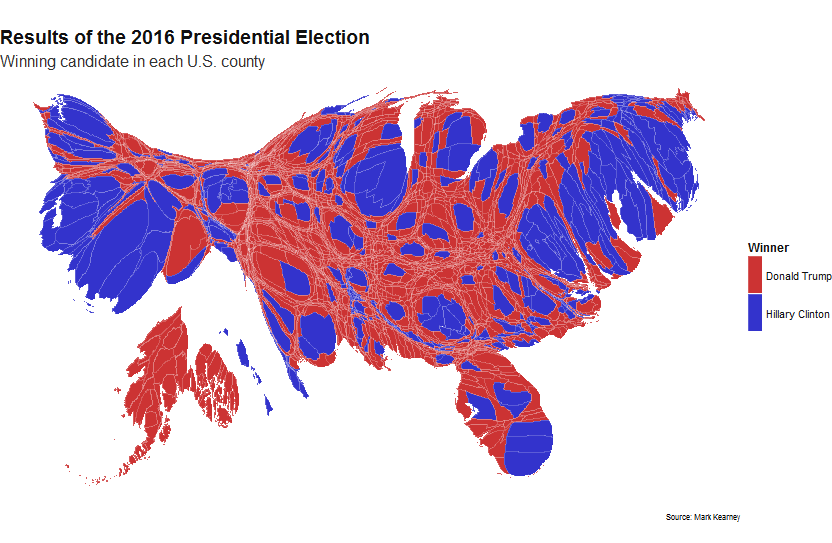 Results of the 2016 Presidential Election
Winning candidate in each U.S. county
Winner
Donald Trump
Hillary Clinton
Source: Mark Kearney